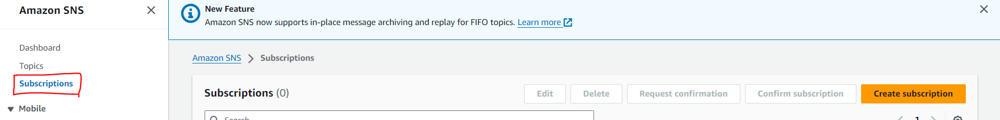 Amazon SNS
New Feature
Amazon SNS now supports in-place message archiving and replay for FIFO topics. Learn more
Dashboard
Topics
Subscriptions
Mobile
Amazon SNS > Subscriptions
Subscriptions (0)
Edit
Delete
Request confirmation
Confirm subscription
Create subscription
Search
1